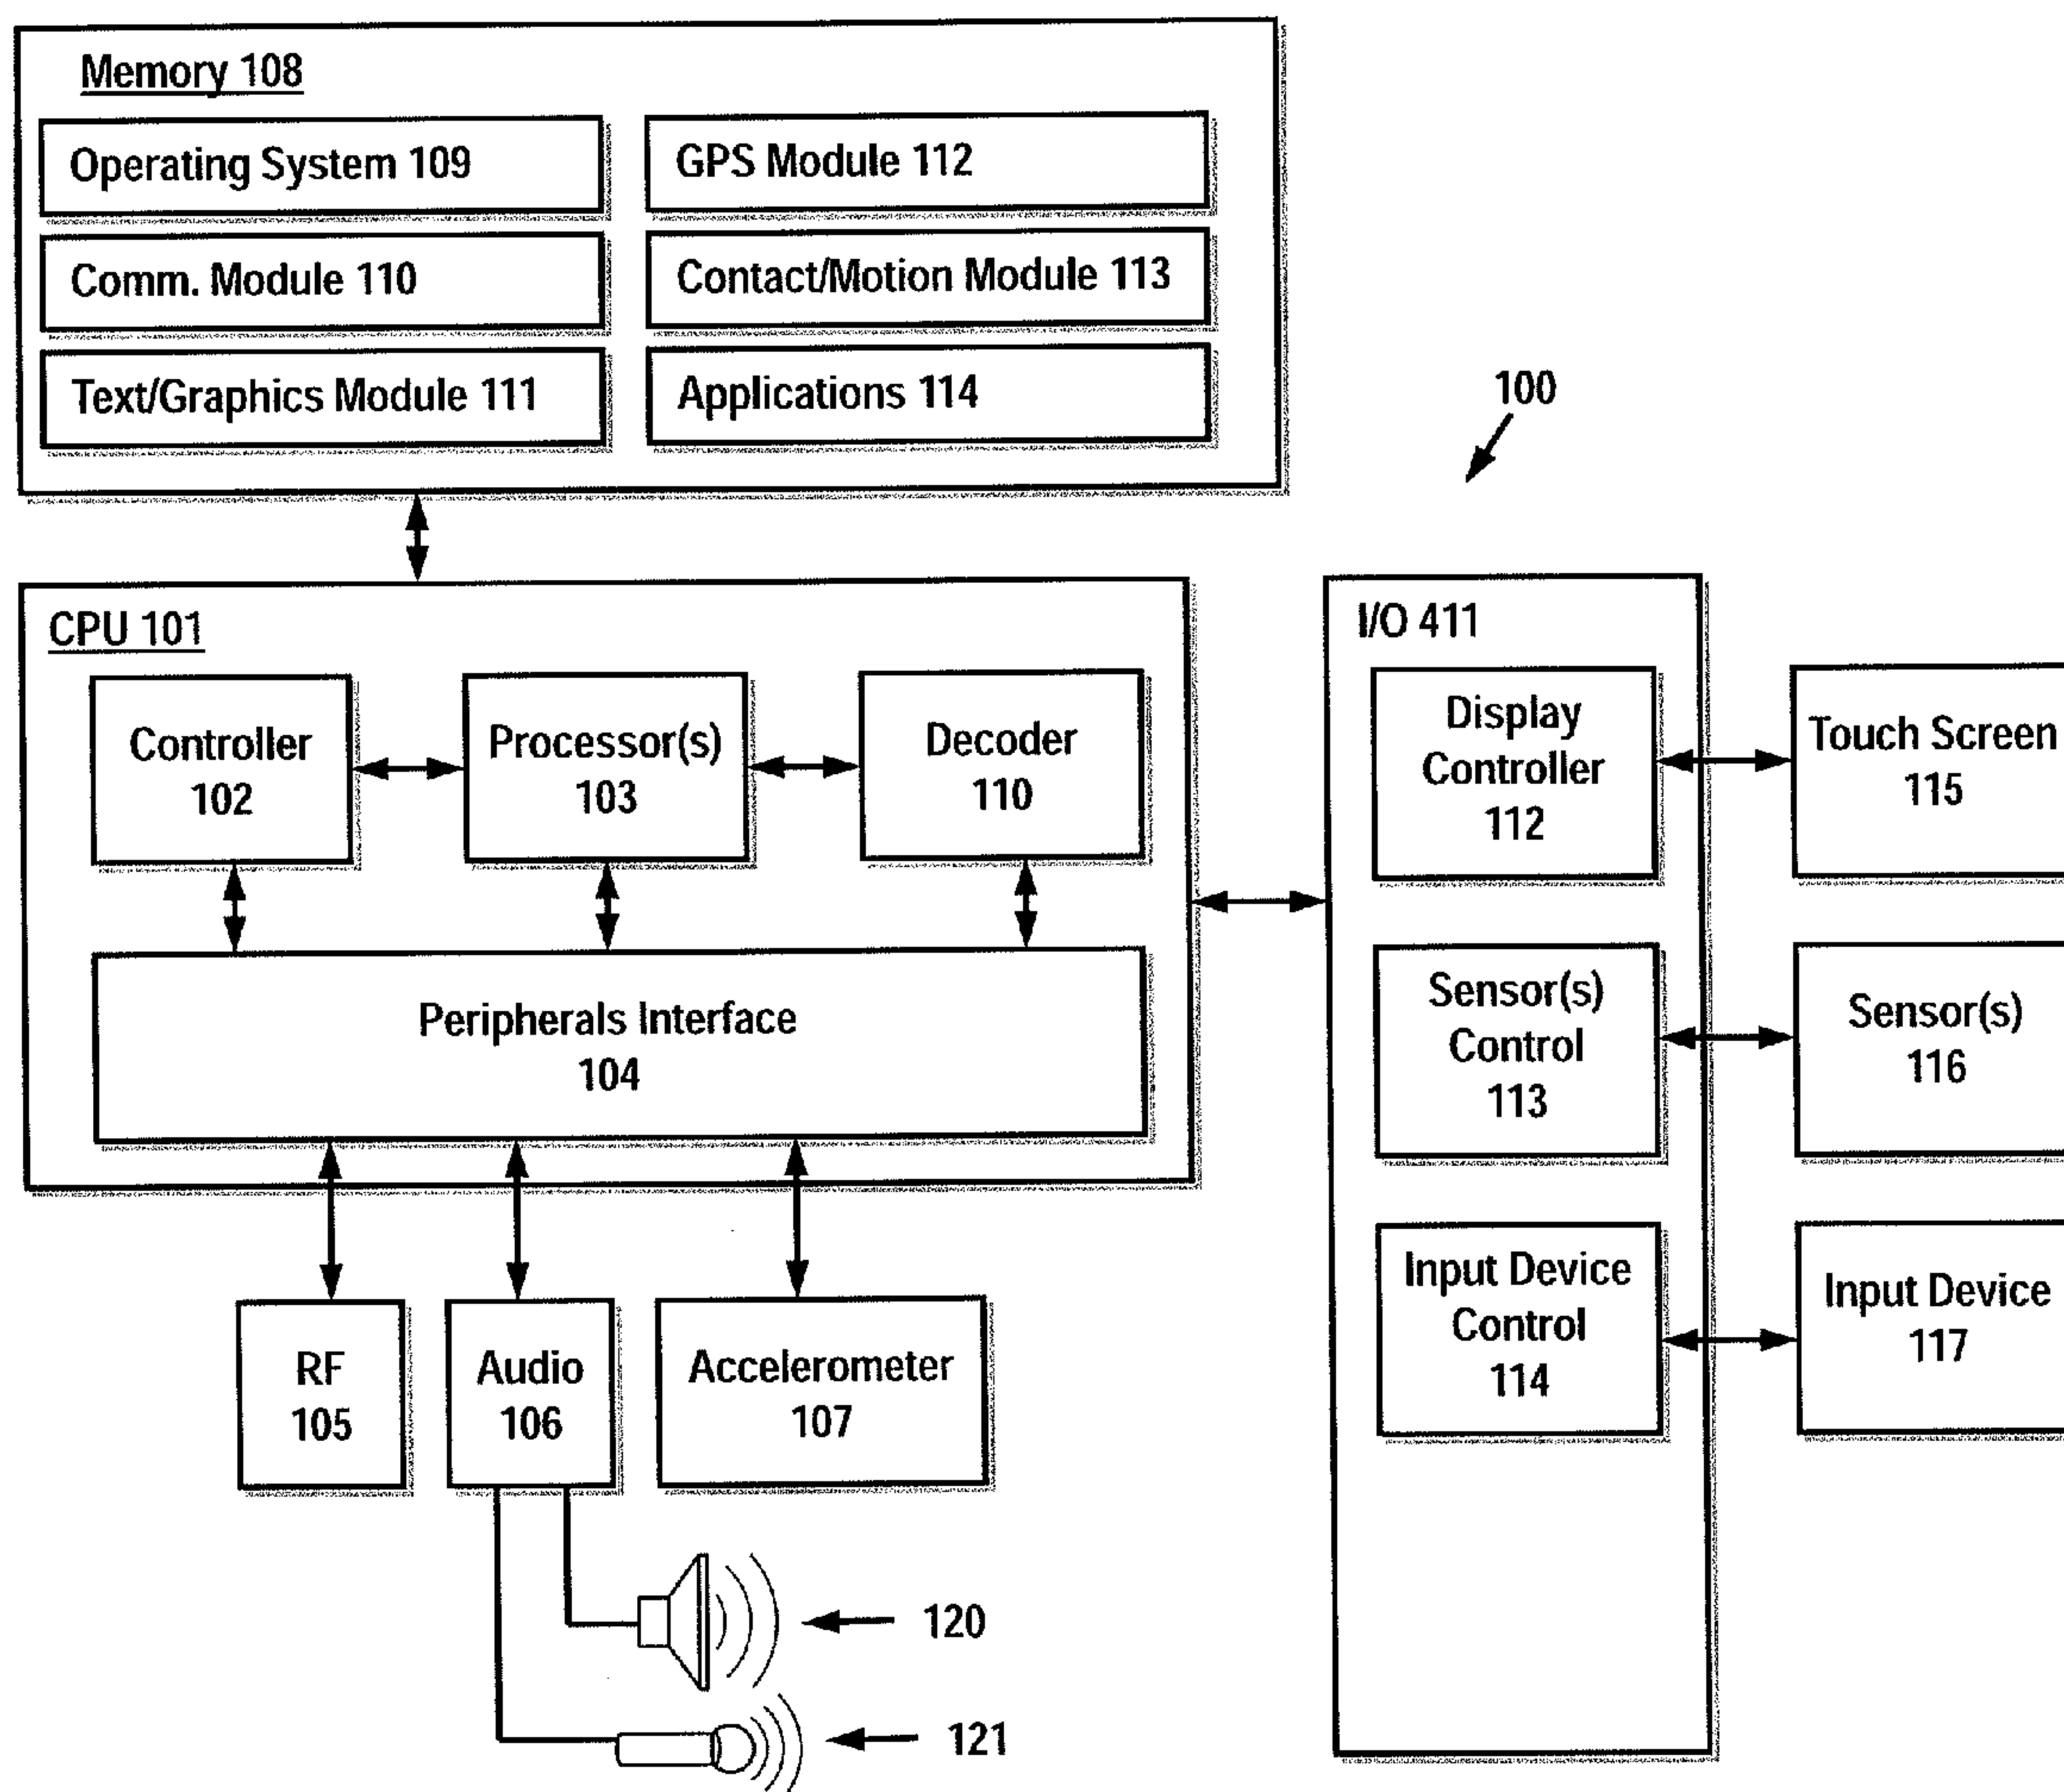 Memory 108
Operating System 109
GPS Module 112
Comm. Module 110
Contact/Motion Module 113
Text/Graphics Module 111
Applications 114
100
CPU 101
Controller
102
Processor(s)
103
Decoder
110
Peripherals Interface
104
RF
105
Audio
106
Accelerometer
107
120
121
I/O 411
Display
Controller
112
Touch Screen
115
Sensor(s)
Control
113
Sensor(s)
116
Input Device
Control
114
Input Device
117